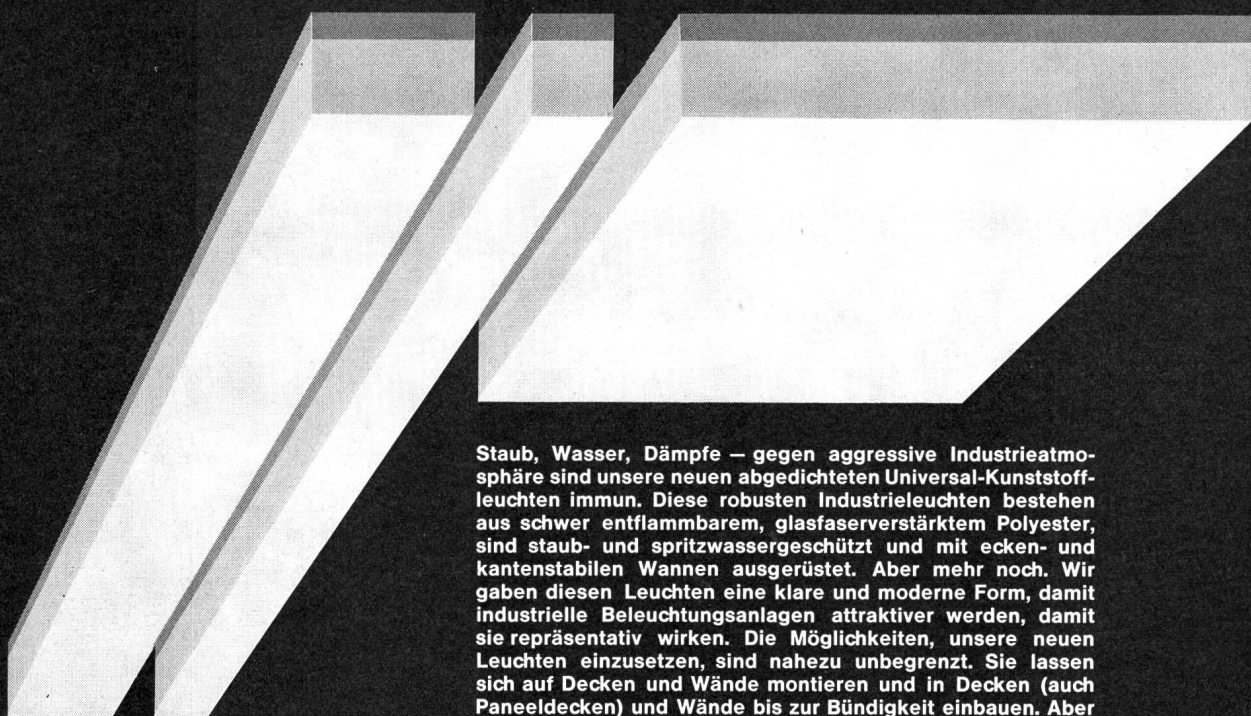 Staub, Wasser, Dämpfe — gegen aggressive Industrieatmo-
sphäre sind unsere neuen abgedichteten Universal-Kunststoff-
leuchten immun. Diese robusten Industrieleuchten bestehen
aus schwer entflammbarem, glasfaserverstärktem Polyester,
sind staub- und spritzwassergeschützt und mit ecken- und
kantenstabilen Wannen ausgerüstet. Aber mehr noch. Wir
gaben diesen Leuchten eine klare und moderne Form, damit
industrielle Beleuchtungsanlagen attraktiver werden, damit
sie repräsentativ wirken. Die Möglichkeiten, unsere neuen
Leuchten einzusetzen, sind nahezu unbegrenzt. Sie lassen
sich auf Decken und Wände montieren und in Decken (auch
Paneeldecken) und Wände bis zur Bündigkeit einbauen. Aber